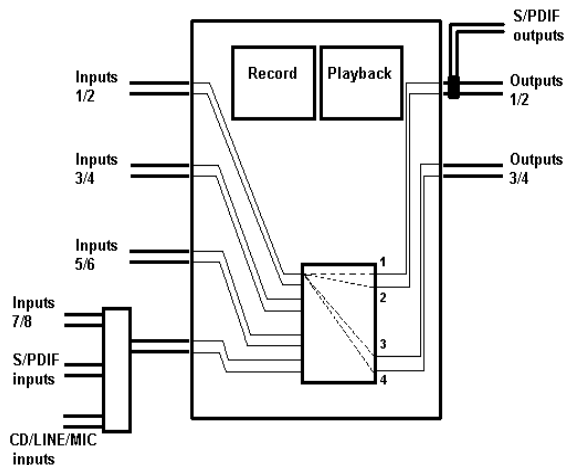 S/PDIF
outputs
Record
Playback
Inputs
1/2
Outputs
1/2
Inputs
3/4
Outputs
3/4
Inputs
5/6
1
2
3
4
Inputs
7/8
S/PDIF
inputs
CD/LINE/MIC
inputs